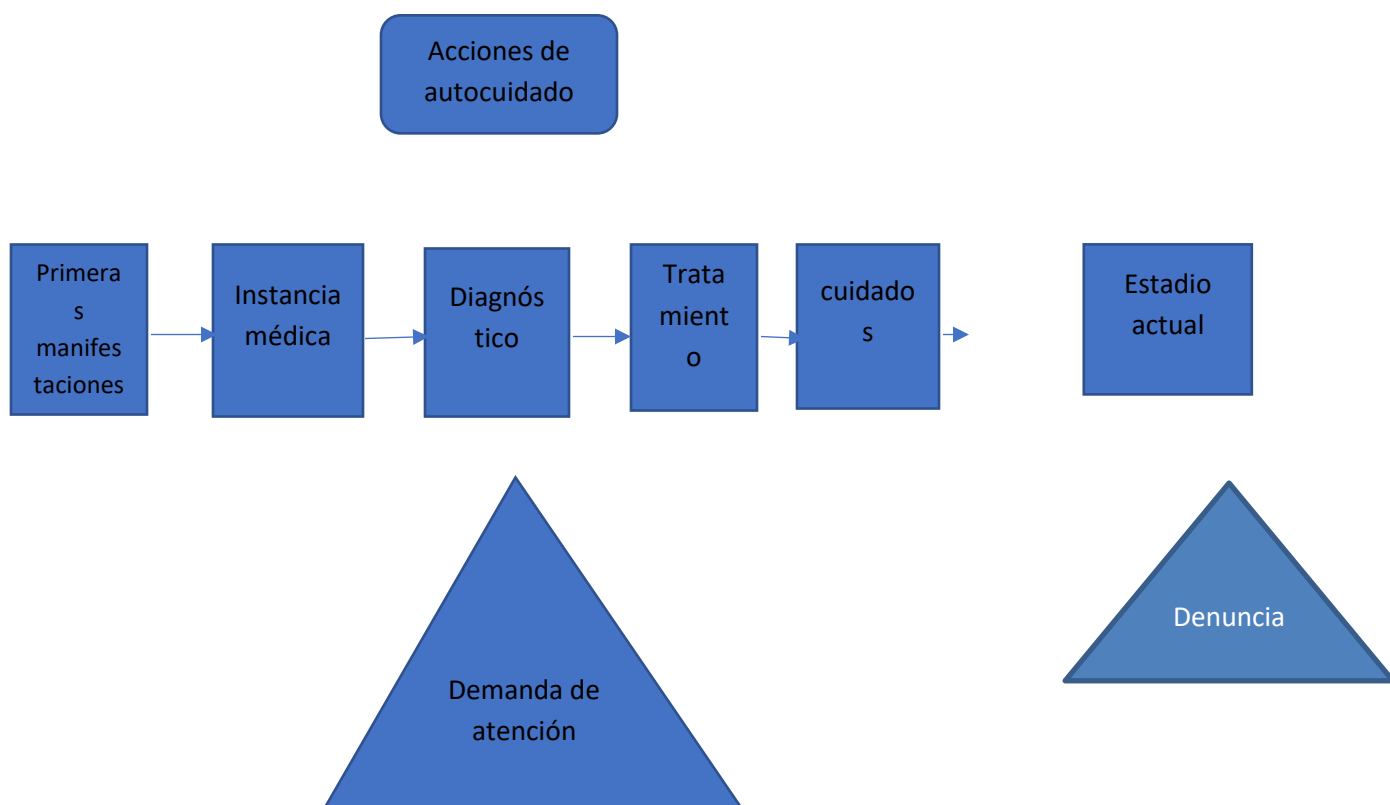 Acciones de
autocuidado
Primera
s
manifes
taciones
Instancia
médica
Diagnós
tico
Trata
mient
o
cuidado
s
Estadio
actual
Demanda de
atención
Denuncia